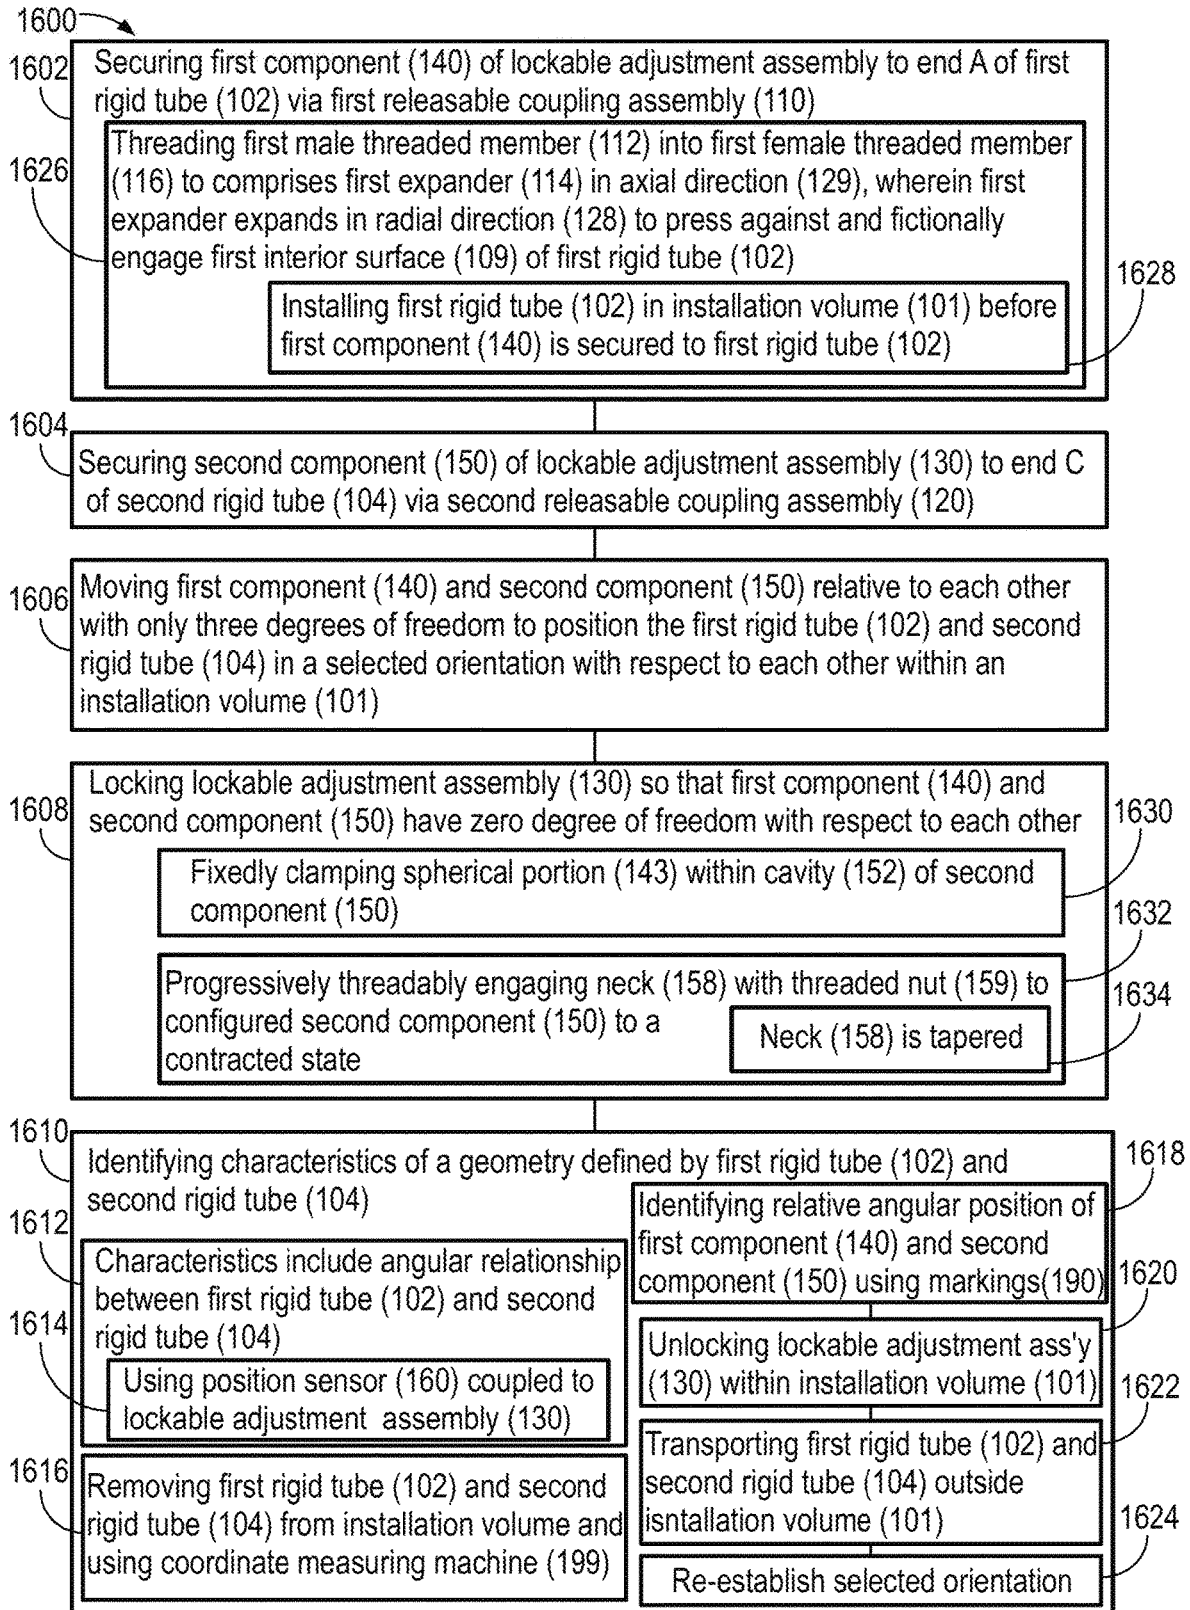 1600
1602
Securing first component (140) of lockable adjustment assembly to end A of first
rigid tube (102) via first releasable coupling assembly (110)
1626
Threading first male threaded member (112) into first female threaded member
(116) to comprises first expander (114) in axial direction (129), wherein first
expander expands in radial direction (128) to press against and fictionally
engage first interior surface (109) of first rigid tube (102)
1628
Installing first rigid tube (102) in installation volume (101) before
first component (140) is secured to first rigid tube (102)
1604
Securing second component (150) of lockable adjustment assembly (130) to end C
of second rigid tube (104) via second releasable coupling assembly (120)
1606
Moving first component (140) and second component (150) relative to each other
with only three degrees of freedom to position the first rigid tube (102) and second
rigid tube (104) in a selected orientation with respect to each other within an
installation volume (101)
1608
Locking lockable adjustment assembly (130) so that first component (140) and
second component (150) have zero degree of freedom with respect to each other
1630
Fixedly clamping spherical portion (143) within cavity (152) of second
component (150)
1632
Progressively threadably engaging neck (158) with threaded nut (159) to
configured second component (150) to a
contracted state
1634
Neck (158) is tapered
1610
Identifying characteristics of a geometry defined by first rigid tube (102) and
second rigid tube (104)
1612
Characteristics include angular relationship
between first rigid tube (102) and second
rigid tube (104)
1614
Using position sensor (160) coupled to
lockable adjustment assembly (130)
1616
Removing first rigid tube (102) and second
rigid tube (104) from installation volume and
using coordinate measuring machine (199)
1618
Identifying relative angular position of
first component (140) and second
component (150) using markings(190)
1620
Unlocking lockable adjustment ass'y
(130) within installation volume (101)
1622
Transporting first rigid tube (102) and
second rigid tube (104) outside
isntallation volume (101)
1624
Re-establish selected orientation